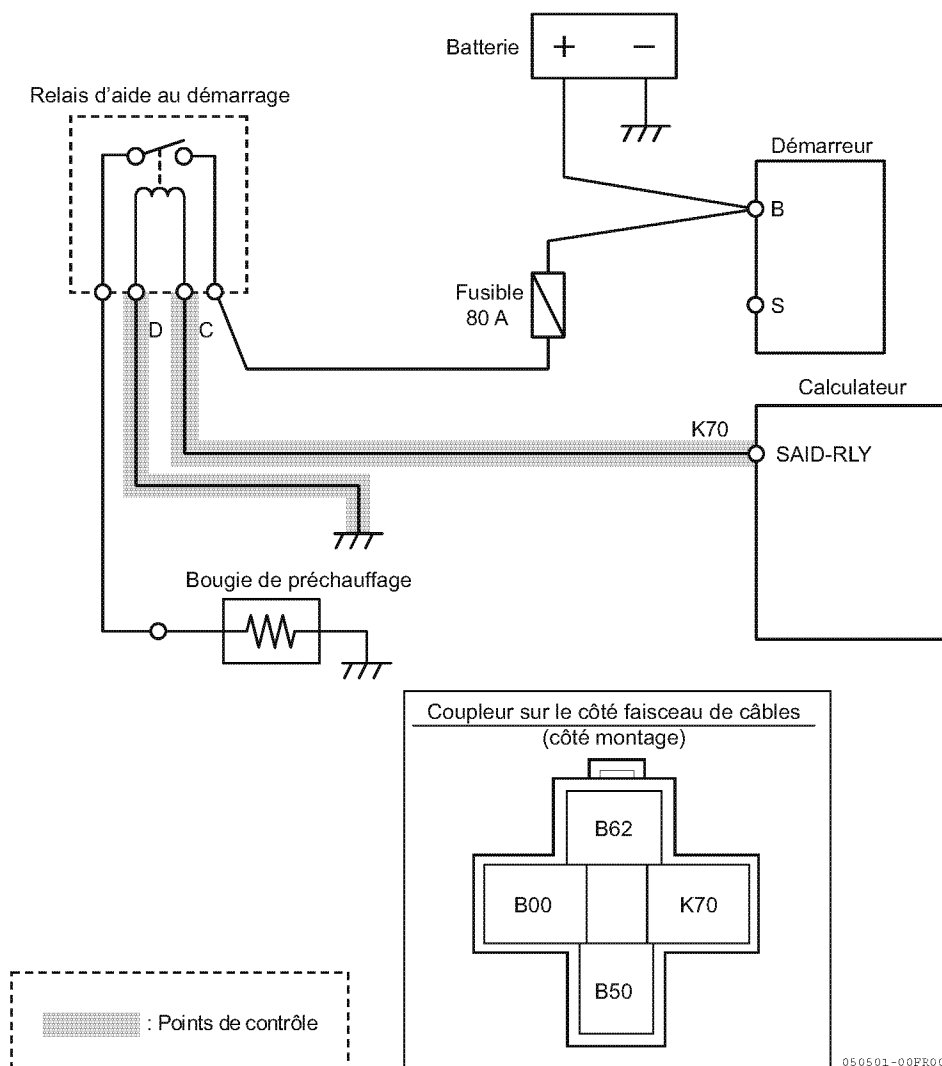 Batterie
+ −
Relais d'aide au démarrage
Démarreur
B
Fusible
80 A
S
D
C
Calculateur
K70
SAID-RLY
Bougie de préchauffage
Coupleur sur le côté faisceau de câbles
(côté montage)
B62
B00
K70
B50
: Points de contrôle
050501-00FR00